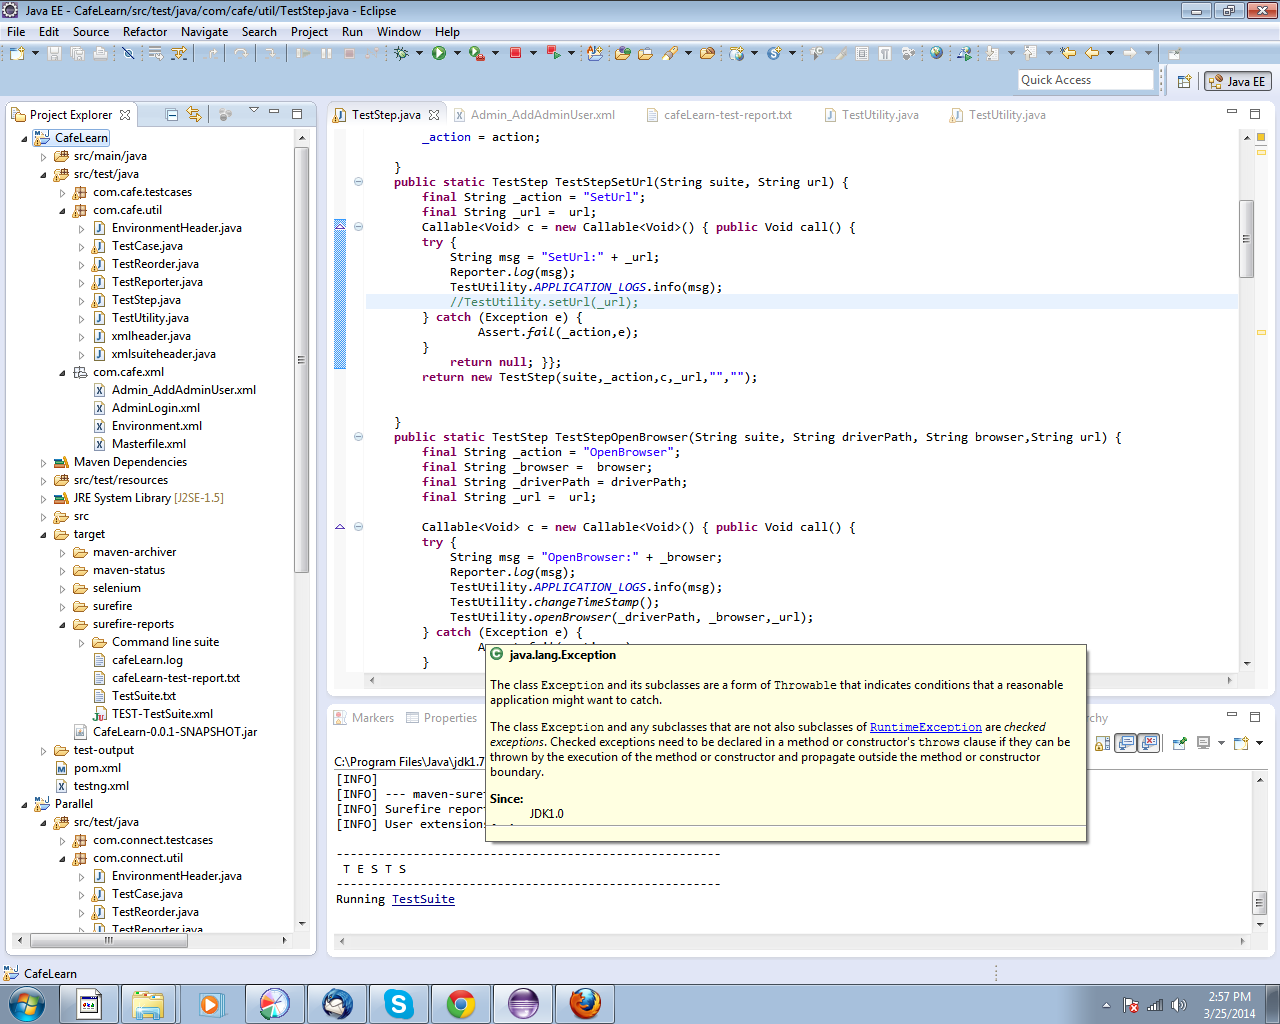 Java EE - CafeLearn/src/test/java/com/cafe/util/TestStep.java - Eclipse
File Edit Source Refactor Navigate Search Project Run Window Help
Quick Access
Java EE
Project Explorer
CafeLearn
src/main/java
src/test/java
com.cafe.testcases
com.cafe.util
EnvironmentHeader.java
TestCase.java
TestReorder.java
TestReporter.java
TestStep.java
TestUtility.java
xmlheader.java
xmlsuiteheader.java
com.cafe.xml
Admin_AddAdminUser.xml
AdminLogin.xml
Environment.xml
Masterfile.xml
Maven Dependencies
src/test/resources
JRE System Library [J2SE-1.5]
src
target
maven-archiver
maven-status
selenium
surefire
surefire-reports
Command line suite
cafeLearn.log
cafeLearn-test-report.txt
TestSuite.txt
TEST-TestSuite.xml
CafeLearn-0.0.1-SNAPSHOT.jar
test-output
pom.xml
testng.xml
Parallel
src/test/java
com.connect.testcases
com.connect.util
EnvironmentHeader.java
TestCase.java
TestReorder.java
TestReporter.java
TestStep.java Admin_AddAdminUser.xml cafeLearn-test-report.txt TestUtility.java TestUtility.java
_action = action;
}
public static TestStep TestStepSetUrl(String suite, String url) {
final String _action = "SetUrl";
final String _url = url;
Callable<Void> c = new Callable<Void>() { public Void call() {
try {
String msg = "SetUrl:" + _url;
Reporter.log(msg);
TestUtility.APPLICATION_LOGS.info(msg);
//TestUtility.setUrl(_url);
} catch (Exception e) {
Assert.fail(_action,e);
}
return null; }};
return new TestStep(suite,_action,c,_url,"","");
}
public static TestStep TestStepOpenBrowser(String suite, String driverPath, String browser,String url) {
final String _action = "OpenBrowser";
final String _browser = browser;
final String _driverPath = driverPath;
final String _url = url;
Callable<Void> c = new Callable<Void>() { public Void call() {
try {
String msg = "OpenBrowser:" + _browser;
Reporter.log(msg);
TestUtility.APPLICATION_LOGS.info(msg);
TestUtility.changeTimeStamp();
TestUtility.openBrowser(_driverPath, _browser,_url);
} catch (Exception e) {
}
java.lang.Exception
The class Exception and its subclasses are a form of Throwable that indicates conditions that a reasonable
application might want to catch.
The class Exception and any subclasses that are not also subclasses of RuntimeException are checked
exceptions. Checked exceptions need to be declared in a method or constructor's throws clause if they can be
thrown by the execution of the method or constructor and propagate outside the method or constructor
boundary.
Since:
JDK1.0
Markers Properties
C:\Program Files\Java\jdk1.7
[INFO]
[INFO] --- maven-suref
[INFO] Surefire report
[INFO] User extensions
-------------------------------------------------------
T E S T S
-------------------------------------------------------
Running TestSuite
CafeLearn
2:57 PM
3/25/2014